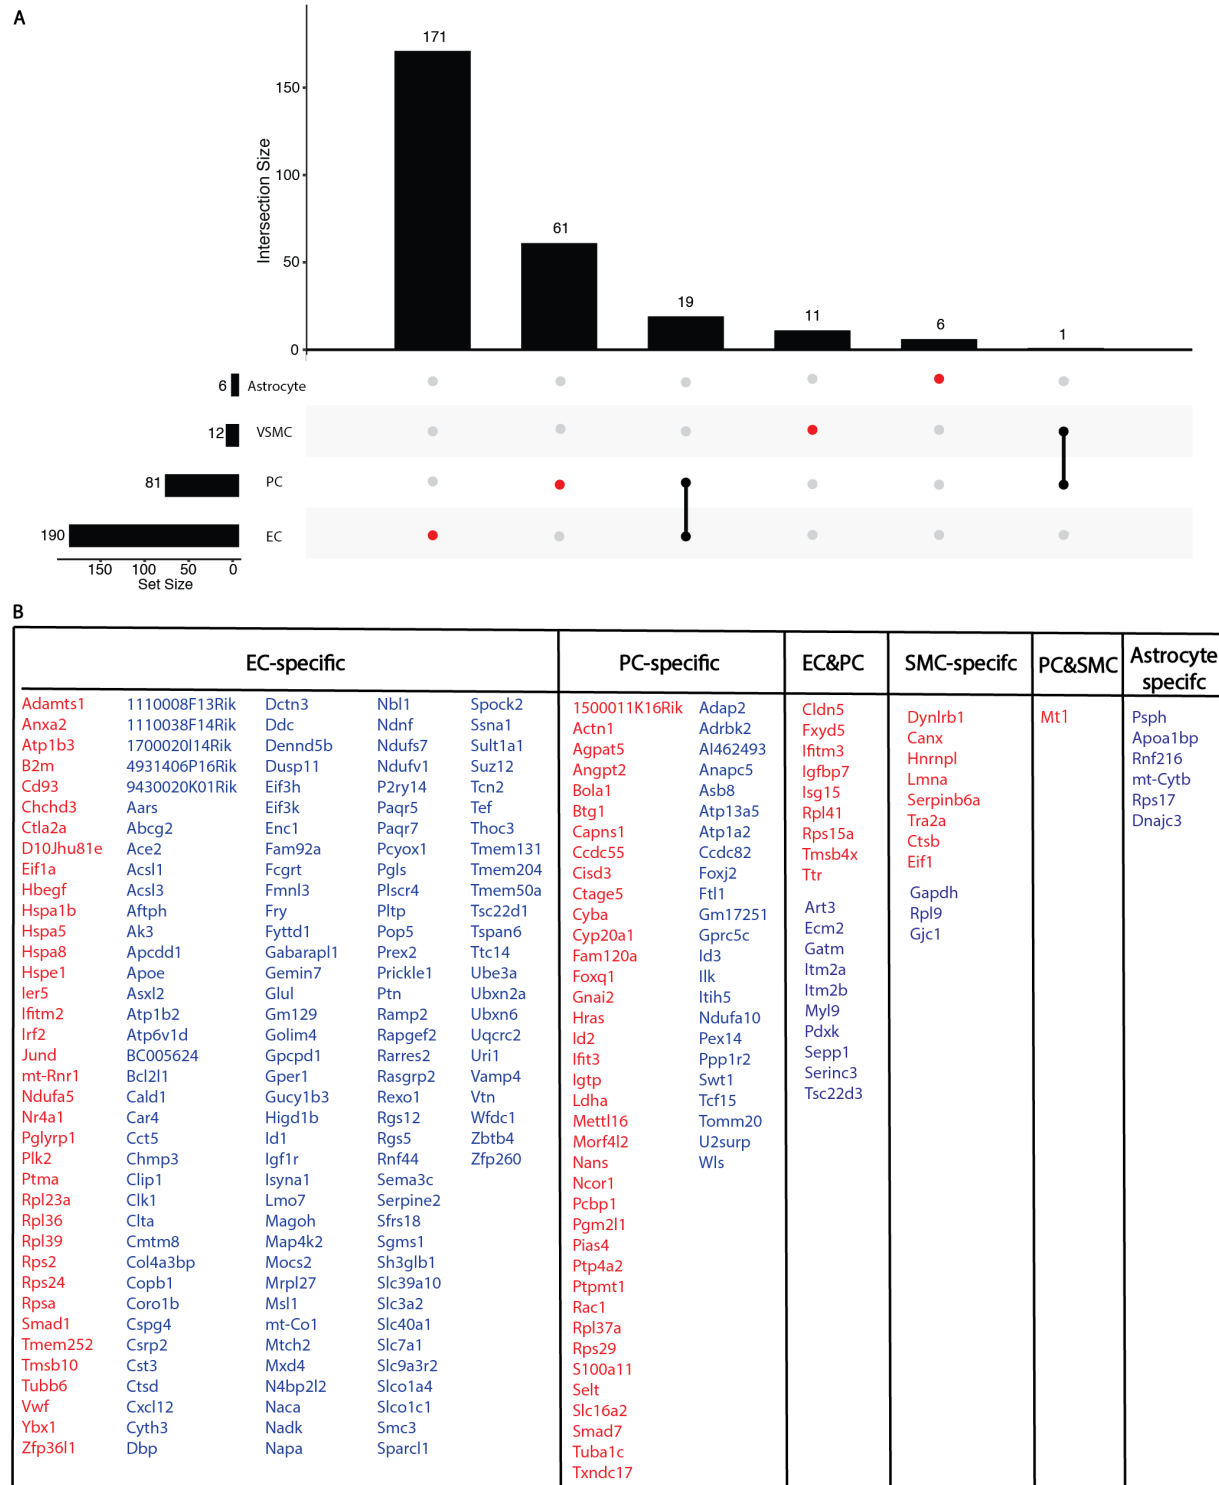 A
171
150
61
100
50
19
11
6
1
0
Intersection Size
6 Astrocyte
12 VSMC
81 PC
190 EC
150 100 50 0
Set Size
B
EC-specific
PC-specific
EC&PC
SMC-specifc
PC&SMC
Astrocyte
specifc
Adamts1
Anxa2
Atp1b3
B2m
Cd93
Chchd3
Ctla2a
D10Jhu81e
Eif1a
Hbegf
Hspa1b
Hspa5
Hspa8
Hspe1
Ier5
Ifitm2
Irf2
Jund
mt-Rnr1
Ndufa5
Nr4a1
Pglyrp1
Plk2
Ptma
Rpl23a
Rpl36
Rpl39
Rps2
Rps24
Rpsa
Smad1
Tmem252
Tmsb10
Tubb6
Vwf
Ybx1
Zfp36l1
1110008F13Rik
1110038F14Rik
1700020I14Rik
4931406P16Rik
9430020K01Rik
Aars
Abcg2
Ace2
Acsl1
Acsl3
Aftph
Ak3
Apcdd1
Apoe
Asxl2
Atp1b2
Atp6v1d
BC005624
Bcl2l1
Cald1
Car4
Cct5
Chmp3
Clip1
Clk1
Clta
Cmtm8
Col4a3bp
Copb1
Coro1b
Cspg4
Csrp2
Cst3
Ctsd
Cxcl12
Cyth3
Dbp
Dctn3
Ddc
Dennd5b
Dusp11
Eif3h
Eif3k
Enc1
Fam92a
Fcgrt
Fmnl3
Fry
Fyttd1
Gabarapl1
Gemin7
Glul
Gm129
Golim4
Gpcpd1
Gper1
Gucy1b3
Higd1b
Id1
Igf1r
Isyna1
Lmo7
Magoh
Map4k2
Mocs2
Mrpl27
Msl1
mt-Co1
Mtch2
Mxd4
N4bp2l2
Naca
Nadk
Napa
Nbl1
Ndnf
Ndufs7
Ndufv1
P2ry14
Paqr5
Paqr7
Pcyox1
Pgls
Plscr4
Pltp
Pop5
Prex2
Prickle1
Ptn
Ramp2
Rapgef2
Rarres2
Rasgrp2
Rexo1
Rgs12
Rgs5
Rnf44
Sema3c
Serpine2
Sfrs18
Sgms1
Sh3glb1
Slc39a10
Slc3a2
Slc40a1
Slc7a1
Slc9a3r2
Slco1a4
Slco1c1
Smc3
Sparcl1
Spock2
Ssna1
Sult1a1
Suz12
Tcn2
Tef
Thoc3
Tmem131
Tmem204
Tmem50a
Tsc22d1
Tspan6
Ttc14
Ube3a
Ubxn2a
Ubxn6
Uqcrc2
Uri1
Vamp4
Vtn
Wfdc1
Zbtb4
Zfp260
1500011K16Rik
Actn1
Agpat5
Angpt2
Bola1
Btg1
Capns1
Ccdc55
Cisd3
Ctage5
Cyba
Cyp20a1
Fam120a
Foxq1
Gnai2
Hras
Id2
Ifit3
Igtp
Ldha
Mettl16
Morf4l2
Nans
Ncor1
Pcbp1
Pgm2l1
Pias4
Ptp4a2
Ptpmt1
Rac1
Rpl37a
Rps29
S100a11
Selt
Slc16a2
Smad7
Tuba1c
Txndc17
Adap2
Adrbk2
AI462493
Anapc5
Asb8
Atp13a5
Atp1a2
Ccdc82
Foxj2
Ftl1
Gm17251
Gprc5c
Id3
Ilk
Itih5
Ndufa10
Pex14
Ppp1r2
Swt1
Tcf15
Tomm20
U2surp
Wls
Cldn5
Fxyd5
Ifitm3
Igfbp7
Isg15
Rpl41
Rps15a
Tmsb4x
Ttr
Art3
Ecm2
Gatm
Itm2a
Itm2b
Myl9
Pdxk
Sepp1
Serinc3
Tsc22d3
Dynlrb1
Canx
Hnrnpl
Lmna
Serpinb6a
Tra2a
Ctsb
Eif1
Gapdh
Rpl9
Gjc1
Mt1
Psph
Apoa1bp
Rnf216
mt-Cytb
Rps17
Dnajc3